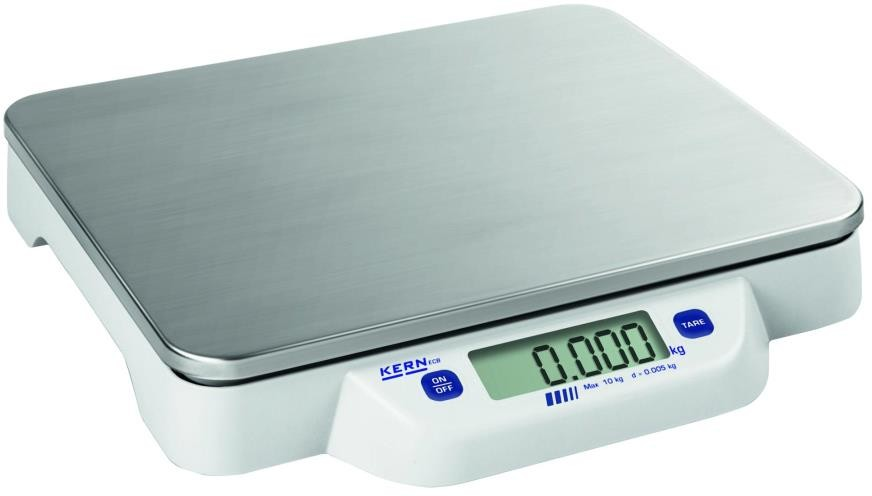 KERN ECB
ON
OFF
0.000 kg
TARE
Max 10 kg d = 0.005 kg